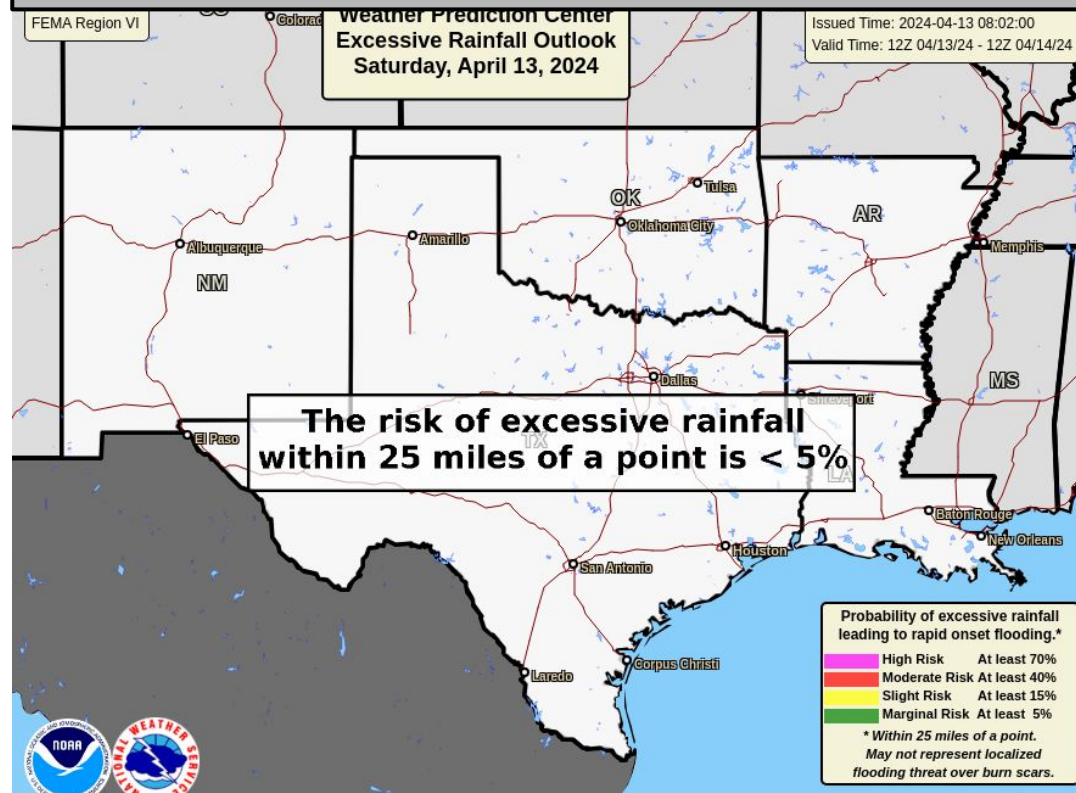 FEMA Region VI
Weather Prediction Center
Excessive Rainfall Outlook
Saturday, April 13, 2024
Issued Time: 2024-04-13 08:02:00
Valid Time: 12Z 04/13/24 - 12Z 04/14/24
Colorad
Tulsa
OK
Oklahoma City
AR
Albuquerque
Amarillo
Memphis
NM
Dallas
MS
Shreveport
The risk of excessive rainfall
within 25 miles of a point is < 5%
El Paso
TX
LA
Baton Rouge
New Orleans
Houston
San Antonio
Laredo
Corpus Christi
Probability of excessive rainfall
leading to rapid onset flooding.*
High Risk At least 70%
Moderate Risk At least 40%
Slight Risk At least 15%
Marginal Risk At least 5%
* Within 25 miles of a point.
May not represent localized
flooding threat over burn scars.
NOAA
NATIONAL WEATHER SERVICE